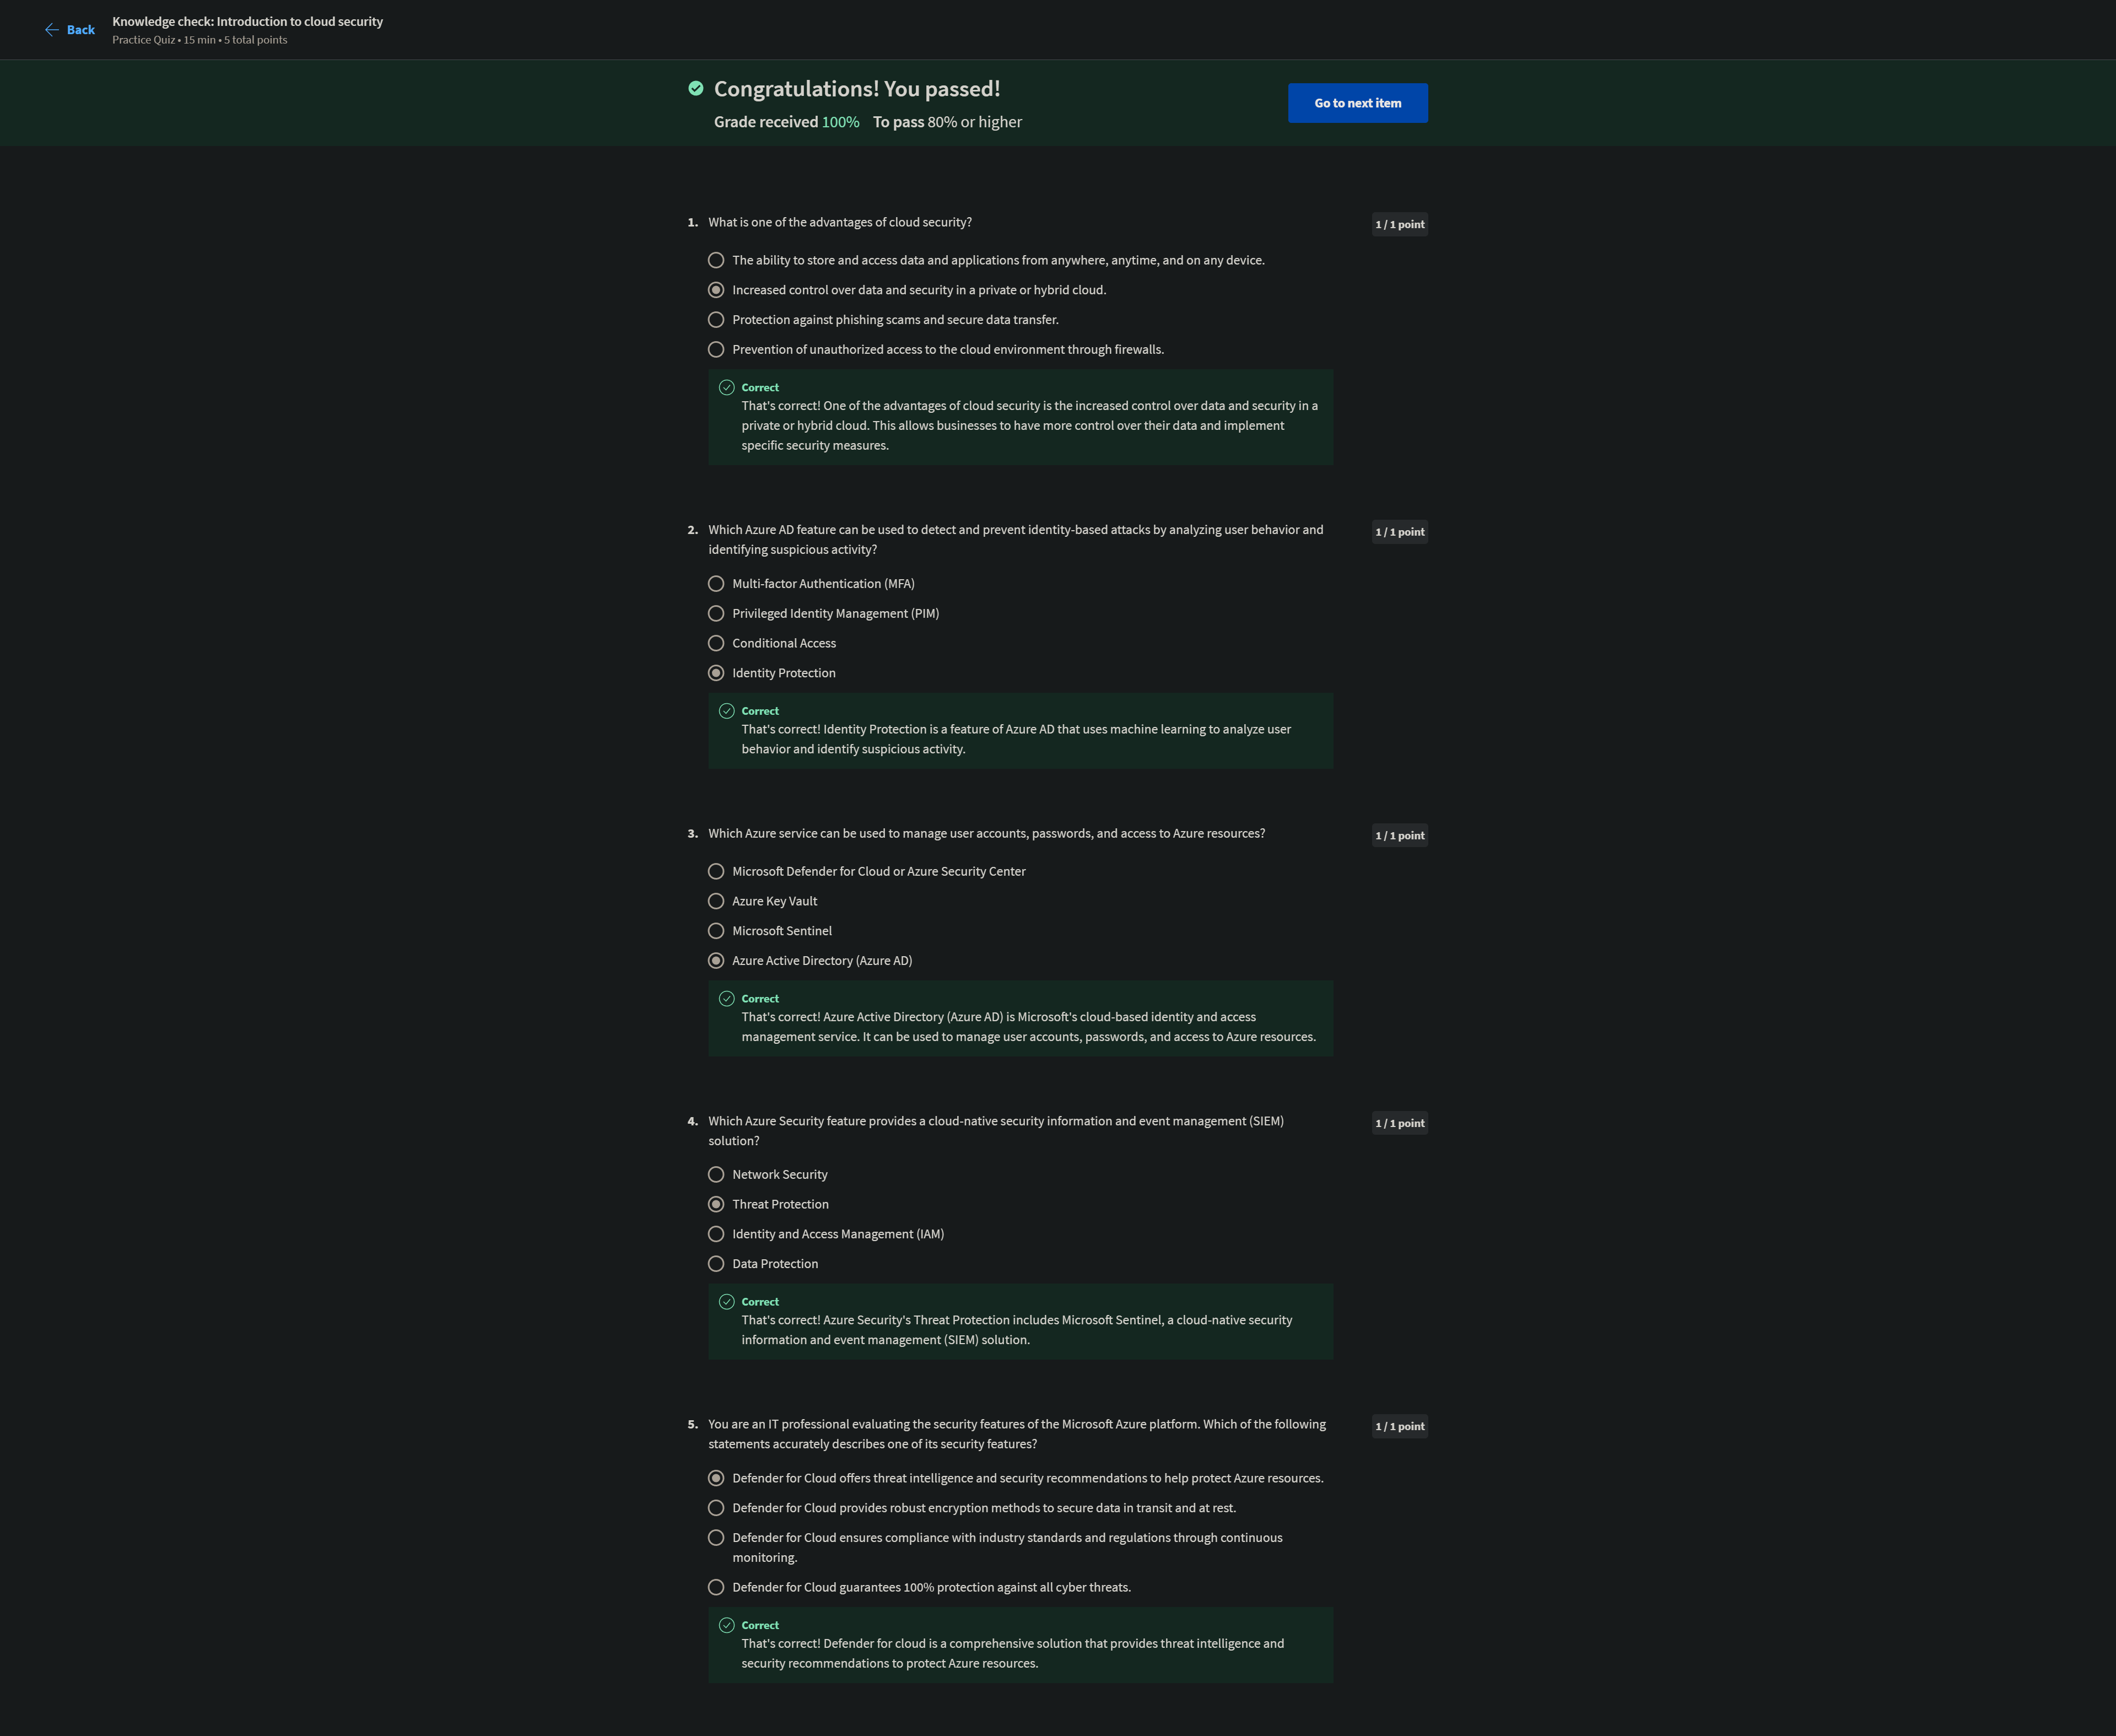 Back
Knowledge check: Introduction to cloud security
Practice Quiz • 15 min • 5 total points
Congratulations! You passed!
Grade received 100% To pass 80% or higher
Go to next item
1. What is one of the advantages of cloud security?
1 / 1 point
The ability to store and access data and applications from anywhere, anytime, and on any device.
Increased control over data and security in a private or hybrid cloud.
Protection against phishing scams and secure data transfer.
Prevention of unauthorized access to the cloud environment through firewalls.
Correct
That's correct! One of the advantages of cloud security is the increased control over data and security in a
private or hybrid cloud. This allows businesses to have more control over their data and implement
specific security measures.
2. Which Azure AD feature can be used to detect and prevent identity-based attacks by analyzing user behavior and
identifying suspicious activity?
1 / 1 point
Multi-factor Authentication (MFA)
Privileged Identity Management (PIM)
Conditional Access
Identity Protection
Correct
That's correct! Identity Protection is a feature of Azure AD that uses machine learning to analyze user
behavior and identify suspicious activity.
3. Which Azure service can be used to manage user accounts, passwords, and access to Azure resources?
1 / 1 point
Microsoft Defender for Cloud or Azure Security Center
Azure Key Vault
Microsoft Sentinel
Azure Active Directory (Azure AD)
Correct
That's correct! Azure Active Directory (Azure AD) is Microsoft's cloud-based identity and access
management service. It can be used to manage user accounts, passwords, and access to Azure resources.
4. Which Azure Security feature provides a cloud-native security information and event management (SIEM)
solution?
1 / 1 point
Network Security
Threat Protection
Identity and Access Management (IAM)
Data Protection
Correct
That's correct! Azure Security's Threat Protection includes Microsoft Sentinel, a cloud-native security
information and event management (SIEM) solution.
5. You are an IT professional evaluating the security features of the Microsoft Azure platform. Which of the following
statements accurately describes one of its security features?
1 / 1 point
Defender for Cloud offers threat intelligence and security recommendations to help protect Azure resources.
Defender for Cloud provides robust encryption methods to secure data in transit and at rest.
Defender for Cloud ensures compliance with industry standards and regulations through continuous
monitoring.
Defender for Cloud guarantees 100% protection against all cyber threats.
Correct
That's correct! Defender for cloud is a comprehensive solution that provides threat intelligence and
security recommendations to protect Azure resources.